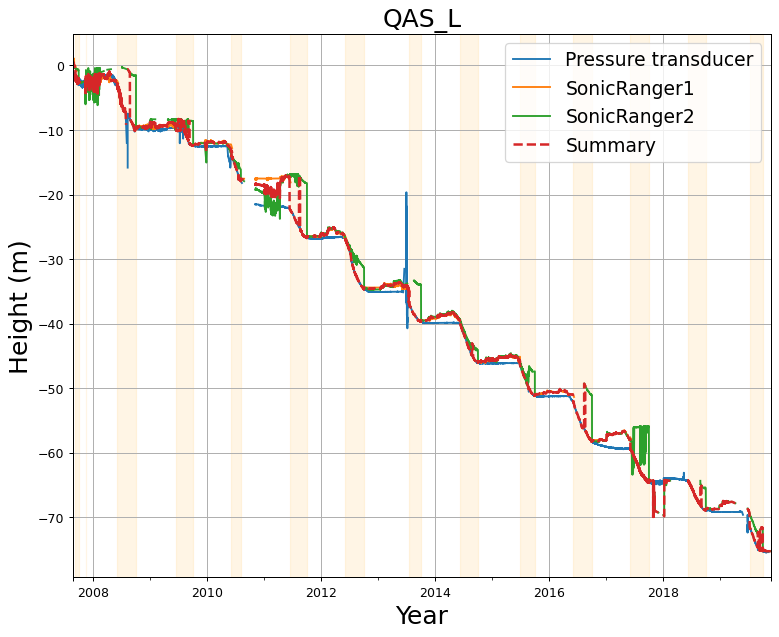 QAS_L
Pressure transducer
SonicRanger1
SonicRanger2
Summary
Height (m)
0
−10
−20
−30
−40
−50
−60
−70
2008 2010 2012 2014 2016 2018
Year